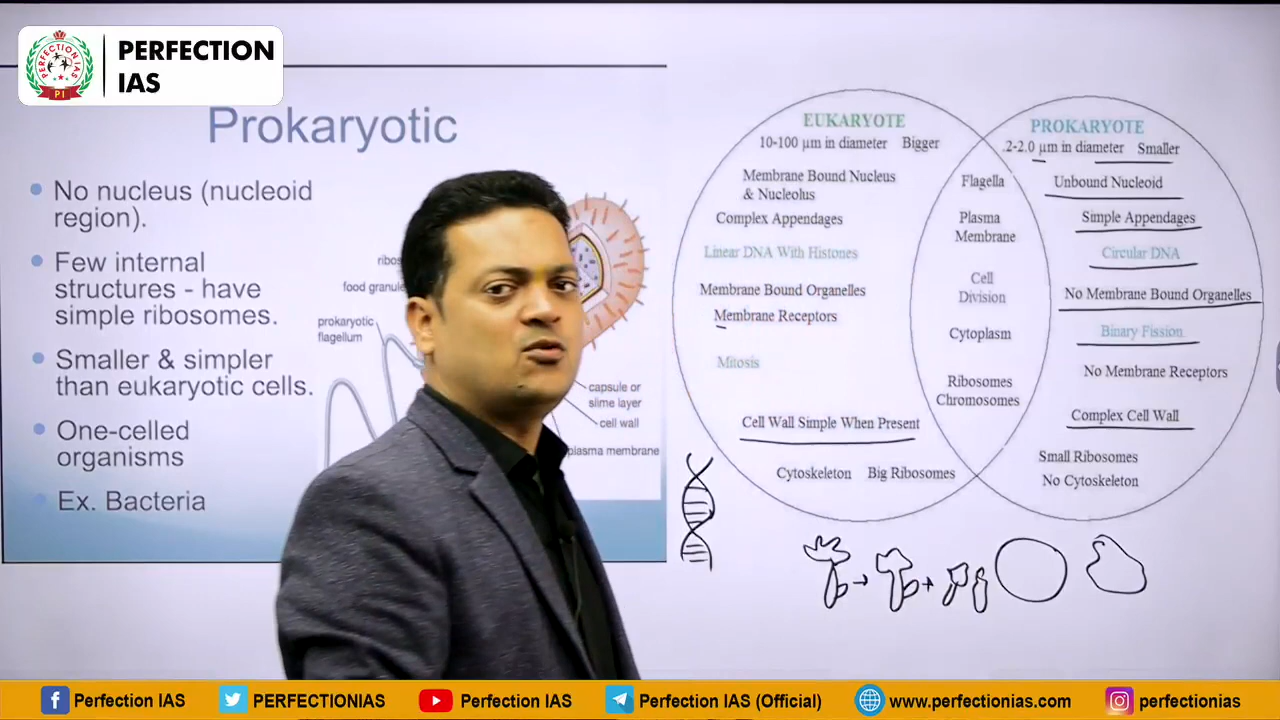 PERFECTION
IAS
PERFECTION IAS
PI
Prokaryotic
No nucleus (nucleoid
region).
Few internal
structures - have
simple ribosomes.
Smaller & simpler
than eukaryotic cells.
One-celled
organisms
Ex. Bacteria
food granule
prokaryotic
flagellum
capsule or
slime layer
cell wall
plasma membrane
EUKARYOTE
10-100 µm in diameter Bigger
Membrane Bound Nucleus
& Nucleolus
Complex Appendages
Linear DNA With Histones
Membrane Bound Organelles
Membrane Receptors
Mitosis
Cell Wall Simple When Present
Cytoskeleton Big Ribosomes
Flagella
Plasma
Membrane
Cell
Division
Cytoplasm
Ribosomes
Chromosomes
PROKARYOTE
.2-2.0 µm in diameter Smaller
Unbound Nucleoid
Simple Appendages
Circular DNA
No Membrane Bound Organelles
Binary Fission
No Membrane Receptors
Complex Cell Wall
Small Ribosomes
No Cytoskeleton
Perfection IAS
PERFECTIONIAS
Perfection IAS
Perfection IAS (Official)
www.perfectionias.com
perfectionias